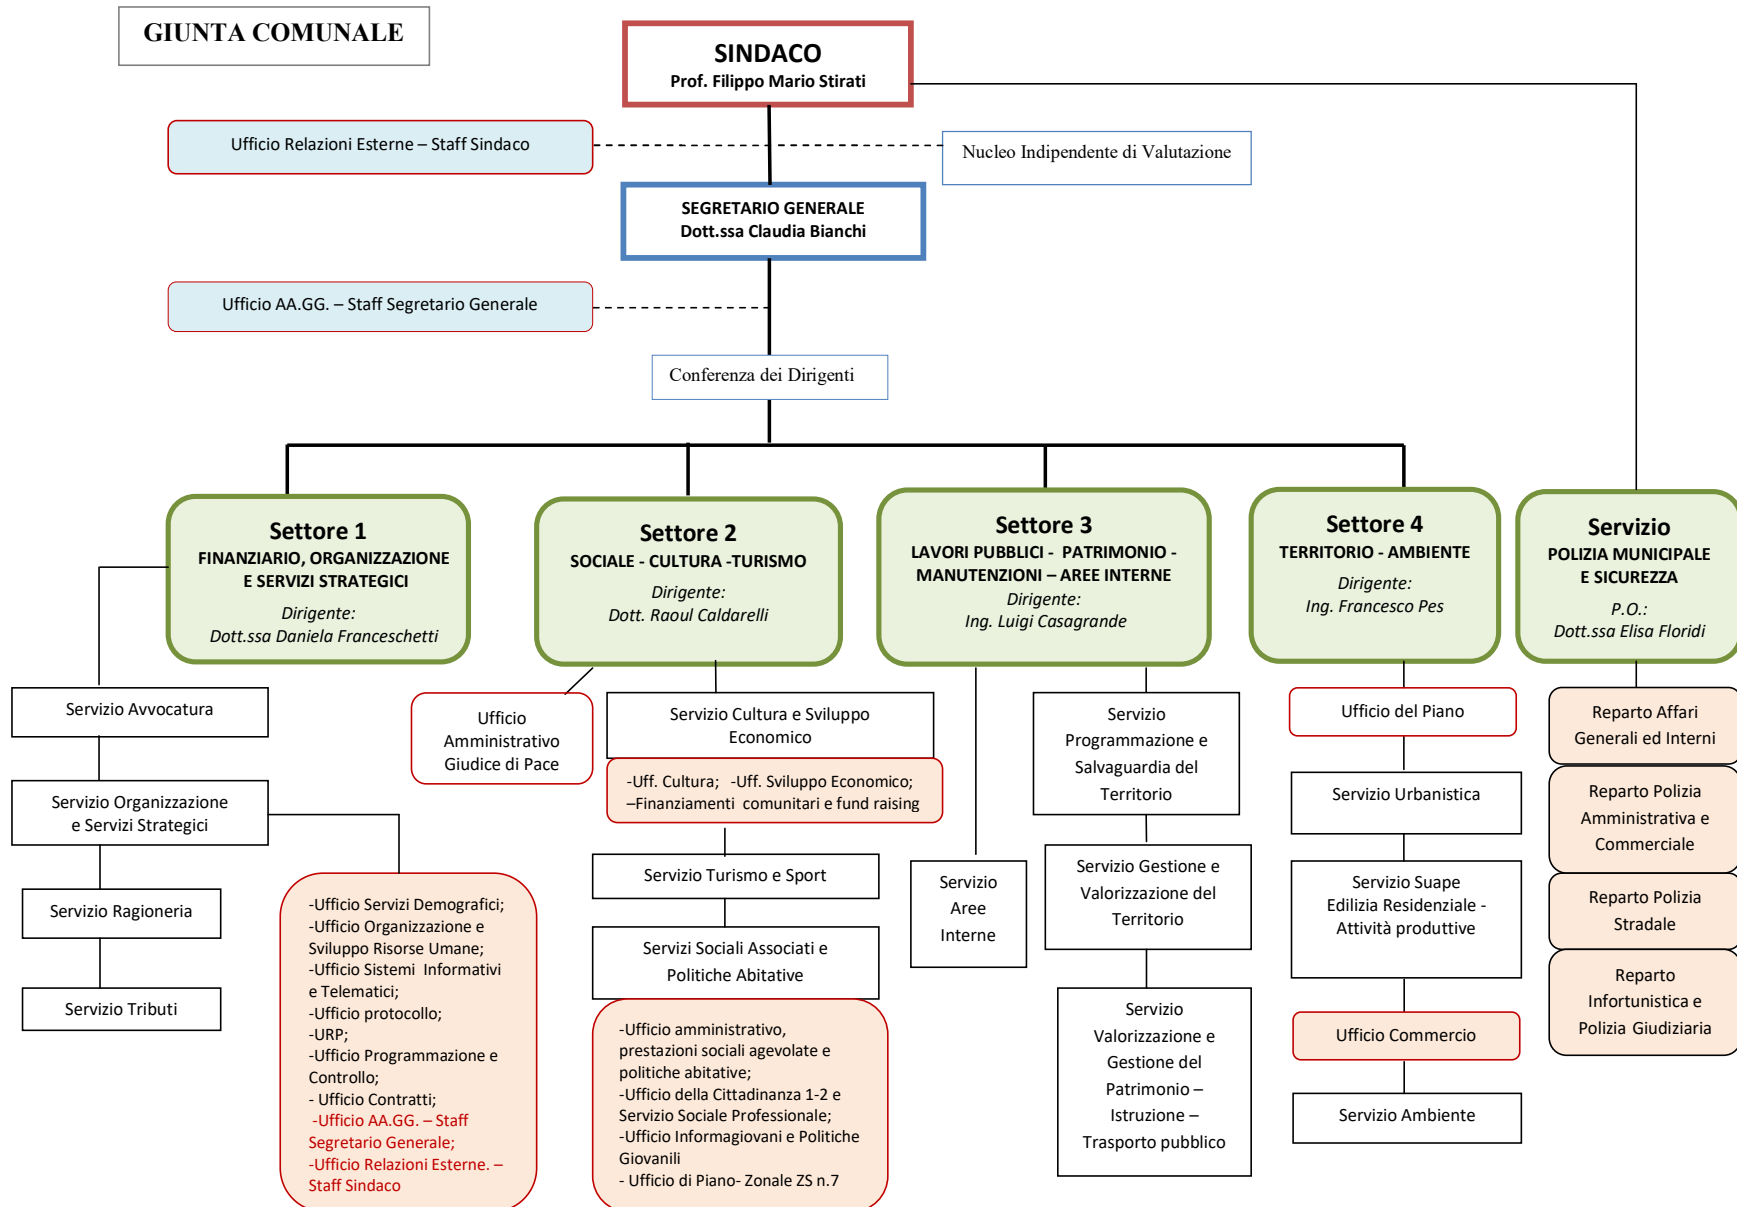 GIUNTA COMUNALE
SINDACO
Prof. Filippo Mario Stirati
Ufficio Relazioni Esterne – Staff Sindaco
Nucleo Indipendente di Valutazione
SEGRETARIO GENERALE
Dott.ssa Claudia Bianchi
Ufficio AA.GG. – Staff Segretario Generale
Conferenza dei Dirigenti
Settore 1
FINANZIARIO, ORGANIZZAZIONE
E SERVIZI STRATEGICI
Dirigente:
Dott.ssa Daniela Franceschetti
Settore 2
SOCIALE - CULTURA -TURISMO
Dirigente:
Dott. Raoul Caldarelli
Settore 3
LAVORI PUBBLICI -  PATRIMONIO -
MANUTENZIONI – AREE INTERNE
Dirigente:
Ing. Luigi Casagrande
Settore 4
TERRITORIO - AMBIENTE
Dirigente:
Ing. Francesco Pes
Servizio
POLIZIA MUNICIPALE
E SICUREZZA
P.O.:
Dott.ssa Elisa Floridi
Servizio Avvocatura
Servizio Organizzazione
e Servizi Strategici
Servizio Ragioneria
Servizio Tributi
-Ufficio Servizi Demografici;
-Ufficio Organizzazione e
Sviluppo Risorse Umane;
-Ufficio Sistemi  Informativi
e Telematici;
-Ufficio protocollo;
-URP;
-Ufficio Programmazione e
Controllo;
- Ufficio Contratti;
-Ufficio AA.GG. – Staff
Segretario Generale;
-Ufficio Relazioni Esterne. –
Staff Sindaco
Ufficio
Amministrativo
Giudice di Pace
Servizio Cultura e Sviluppo
Economico
-Uff. Cultura;   -Uff. Sviluppo Economico;
–Finanziamenti  comunitari e fund raising
Servizio Turismo e Sport
Servizi Sociali Associati e
Politiche Abitative
-Ufficio amministrativo,
prestazioni sociali agevolate e
politiche abitative;
-Ufficio della Cittadinanza 1-2 e
Servizio Sociale Professionale;
-Ufficio Informagiovani e Politiche
Giovanili
- Ufficio di Piano- Zonale ZS n.7
Servizio
Aree
Interne
Servizio
Programmazione e
Salvaguardia del
Territorio
Servizio Gestione e
Valorizzazione del
Territorio
Servizio
Valorizzazione e
Gestione del
Patrimonio –
Istruzione –
Trasporto pubblico
Ufficio del Piano
Servizio Urbanistica
Servizio Suape
Edilizia Residenziale -
Attività produttive
Ufficio Commercio
Servizio Ambiente
Reparto Affari
Generali ed Interni
Reparto Polizia
Amministrativa e
Commerciale
Reparto Polizia
Stradale
Reparto
Infortunistica e
Polizia Giudiziaria